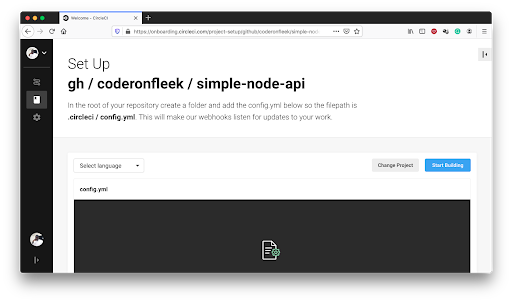 Welcome - CircleCI
https://onboarding.circleci.com/project-setup/github/coderonfleek/simple-node-
Set Up
gh / coderonfleek / simple-node-api
In the root of your repository create a folder and add the config.yml below so the filepath is
.circleci / config.yml. This will make our webhooks listen for updates to your work.
Select language
Change Project
Start Building
config.yml